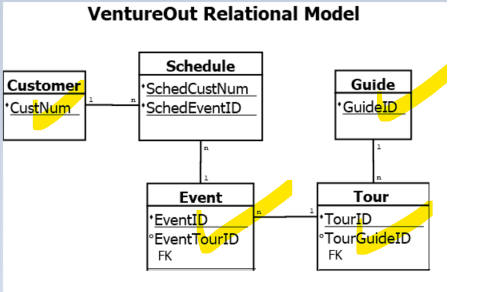 VentureOut Relational Model
Customer
*CustNum
1
n
Schedule
*SchedCustNum
*SchedEventID
n
1
Guide
*GuideID
1
n
Event
*EventID
°EventTourID
FK
n
1
Tour
*TourID
°TourGuideID
FK